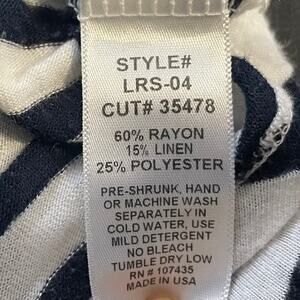 STYLE#
LRS-04
CUT# 35478
60% RAYON
15% LINEN
25% POLYESTER
PRE-SHRUNK, HAND
OR MACHINE WASH
SEPARATELY IN
COLD WATER, USE
MILD DETERGENT
NO BLEACH
TUMBLE DRY LOW
RN # 107435
MADE IN USA